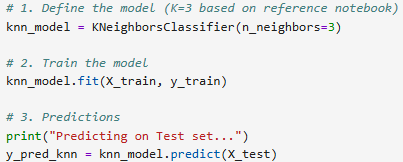 # 1. Define the model (K=3 based on reference notebook)
knn_model = KNeighborsClassifier(n_neighbors=3)
# 2. Train the model
knn_model.fit(X_train, y_train)
# 3. Predictions
print("Predicting on Test set...")
y_pred_knn = knn_model.predict(X_test)